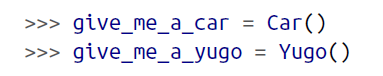 >>> give_me_a_car = Car()
>>> give_me_a_yugo = Yugo()